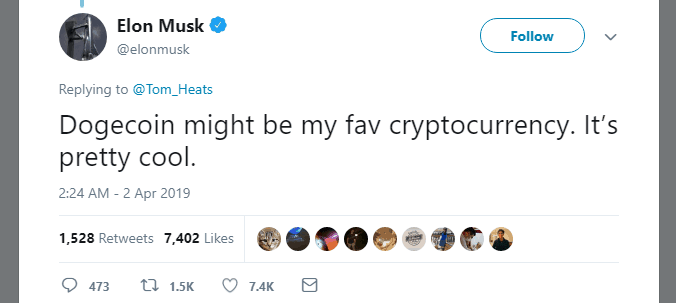 Elon Musk
@elonmusk
Follow
Replying to @Tom_Heats
Dogecoin might be my fav cryptocurrency. It's
pretty cool.
2:24 AM - 2 Apr 2019
1,528 Retweets 7,402 Likes
473 1.5K 7.4K